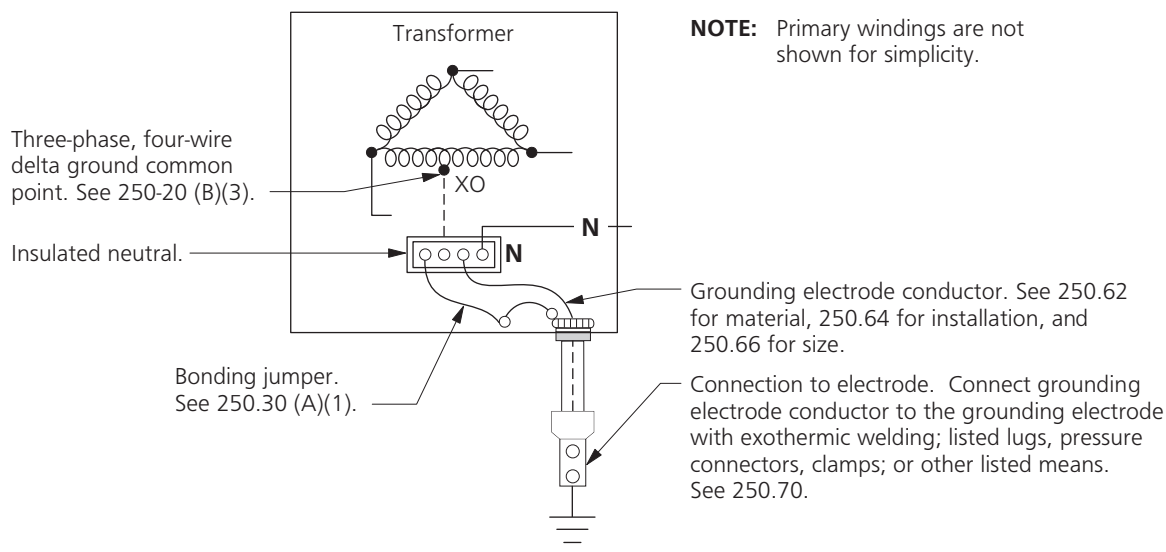 Transformer
NOTE: Primary windings are not
shown for simplicity.
Three-phase, four-wire
delta ground common
point. See 250-20 (B)(3).
XO
N
Insulated neutral.
N
Grounding electrode conductor. See 250.62
for material, 250.64 for installation, and
250.66 for size.
Bonding jumper.
See 250.30 (A)(1).
Connection to electrode. Connect grounding
electrode conductor to the grounding electrode
with exothermic welding; listed lugs, pressure
connectors, clamps; or other listed means.
See 250.70.